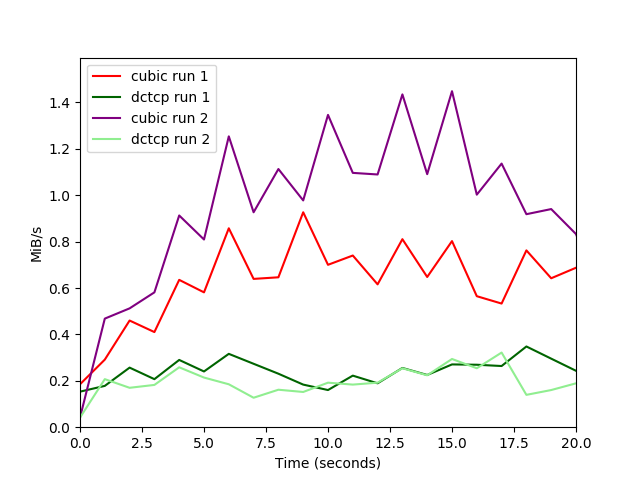 cubic run 1
dctcp run 1
cubic run 2
dctcp run 2
1.4
1.2
1.0
0.8
0.6
0.4
0.2
0.0
MiB/s
0.0 2.5 5.0 7.5 10.0 12.5 15.0 17.5 20.0
Time (seconds)